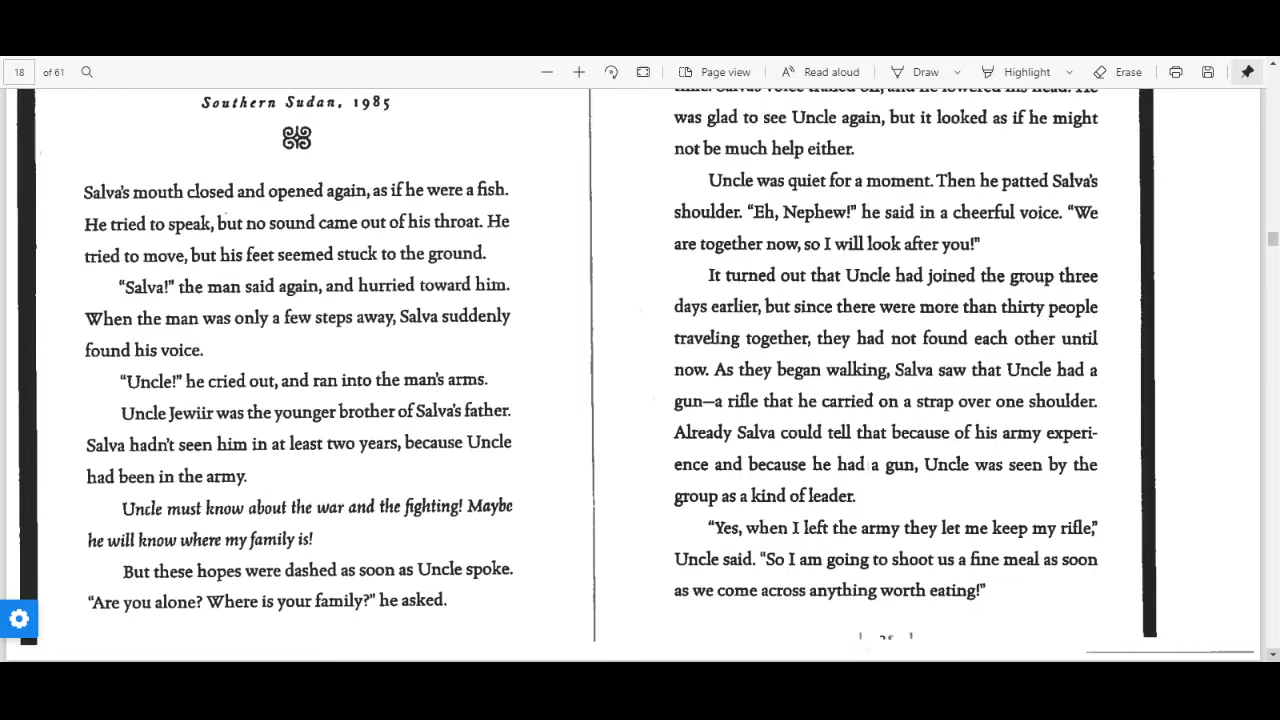 18 of 61
Page view
Read aloud
Draw
Highlight
Erase
Southern Sudan, 1985
Salva's mouth closed and opened again, as if he were a fish.
He tried to speak, but no sound came out of his throat. He
tried to move, but his feet seemed stuck to the ground.
"Salva!" the man said again, and hurried toward him.
When the man was only a few steps away, Salva suddenly
found his voice.
"Uncle!" he cried out, and ran into the man's arms.
Uncle Jewiir was the younger brother of Salva's father.
Salva hadn't seen him in at least two years, because Uncle
had been in the army.
Uncle must know about the war and the fighting! Maybe
he will know where my family is!
But these hopes were dashed as soon as Uncle spoke.
"Are you alone? Where is your family?" he asked.
time. Salva's voice trailed off, and he lowered his head. He
was glad to see Uncle again, but it looked as if he might
not be much help either.
Uncle was quiet for a moment. Then he patted Salva's
shoulder. "Eh, Nephew!" he said in a cheerful voice. "We
are together now, so I will look after you!"
It turned out that Uncle had joined the group three
days earlier, but since there were more than thirty people
traveling together, they had not found each other until
now. As they began walking, Salva saw that Uncle had a
gun—a rifle that he carried on a strap over one shoulder.
Already Salva could tell that because of his army experi-
ence and because he had a gun, Uncle was seen by the
group as a kind of leader.
"Yes, when I left the army they let me keep my rifle,"
Uncle said. "So I am going to shoot us a fine meal as soon
as we come across anything worth eating!"